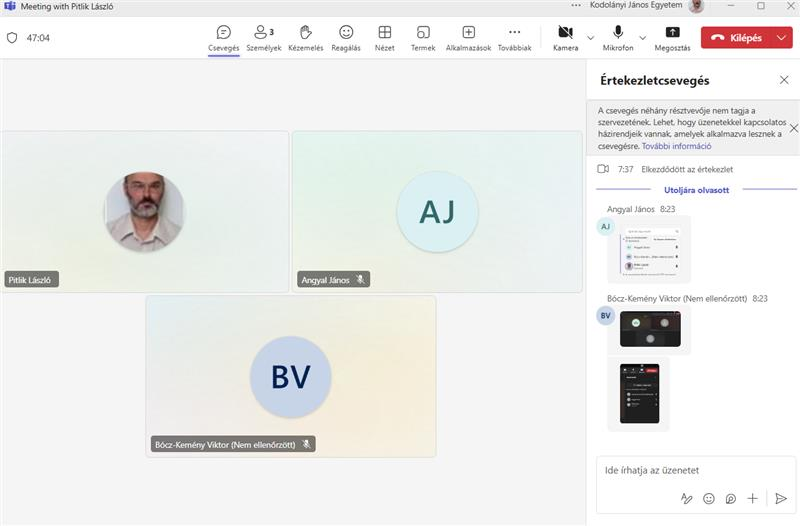 Meeting with Pitlik László
Kodolányi János Egyetem
47:04
Csevegés
Személyek
3
Kézemelés
Reagálás
Nézet
Termek
Alkalmazások
Továbbiak
Kamera
Mikrofon
Megosztás
Kilépés
Pitlik László
AJ
Angyal János
BV
Bócz-Kemény Viktor (Nem ellenőrzött)
Értekezletcsevegés
A csevegés néhány résztvevője nem tagja a
szervezetének. Lehet, hogy üzenetekkel kapcsolatos
házirendjeik vannak, amelyek alkalmazva lesznek a
csevegésre. További információ
7:37 Elkezdődött az értekezlet
Utoljára olvasott
Angyal János 8:23
AJ
Bócz-Kemény Viktor (Nem ellenőrzött) 8:23
BV
Ide írhatja az üzenetet